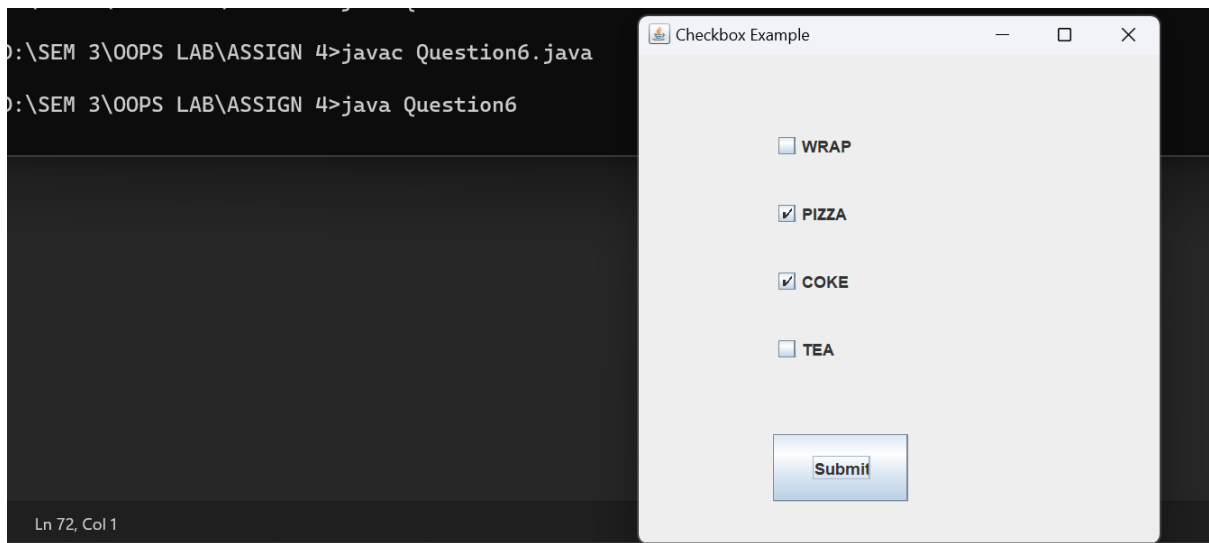 :\SEM 3\OOPS LAB\ASSIGN 4>javac Question6.java
:\SEM 3\OOPS LAB\ASSIGN 4>java Question6
Checkbox Example
WRAP
PIZZA
COKE
TEA
Submit
Ln 72, Col 1